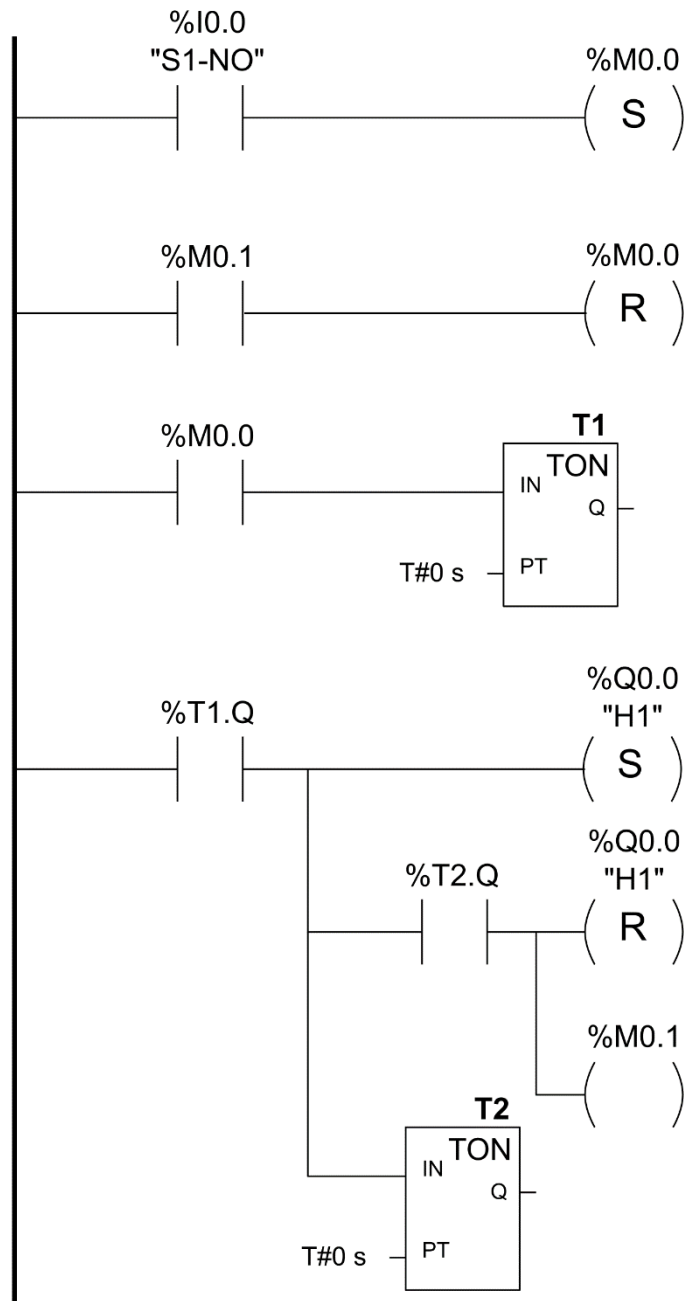 %I0.0
"S1-NO"
%M0.0
S
%M0.1
%M0.0
R
%M0.0
T1
TON
IN
Q
T#0 s
PT
%T1.Q
%Q0.0
"H1"
S
%T2.Q
%Q0.0
"H1"
R
%M0.1
T2
TON
IN
Q
T#0 s
PT